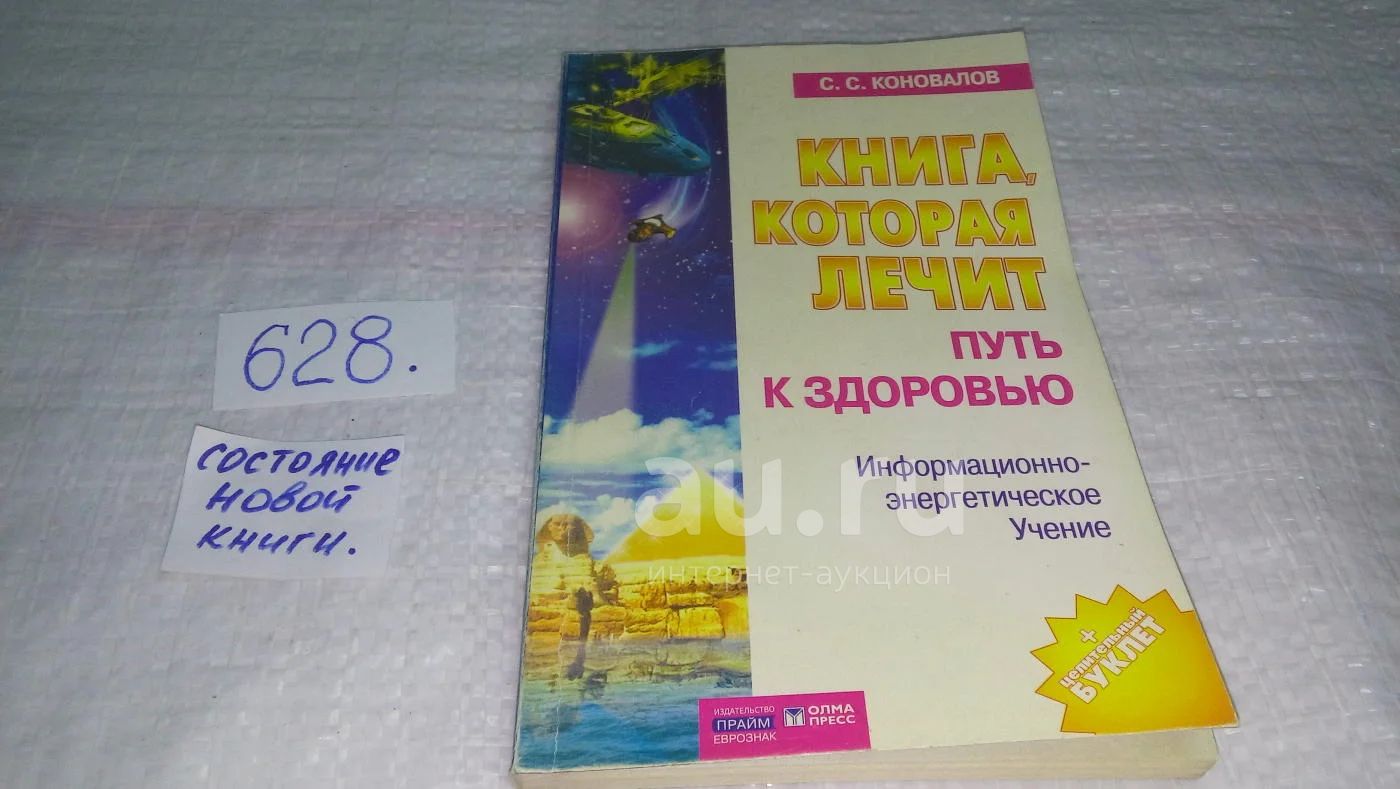 628.
состояние
новой
книги.
С. С. КОНОВАЛОВ
КНИГА,
КОТОРАЯ
ЛЕЧИТ
ПУТЬ
К ЗДОРОВЬЮ
Информационно-
энергетическое
Учение
au.ru
интернет-аукцион
+
целительный
БУКЛЕТ
ИЗДАТЕЛЬСТВО
ПРАЙМ
ЕВРОЗНАК
ОЛМА
ПРЕСС